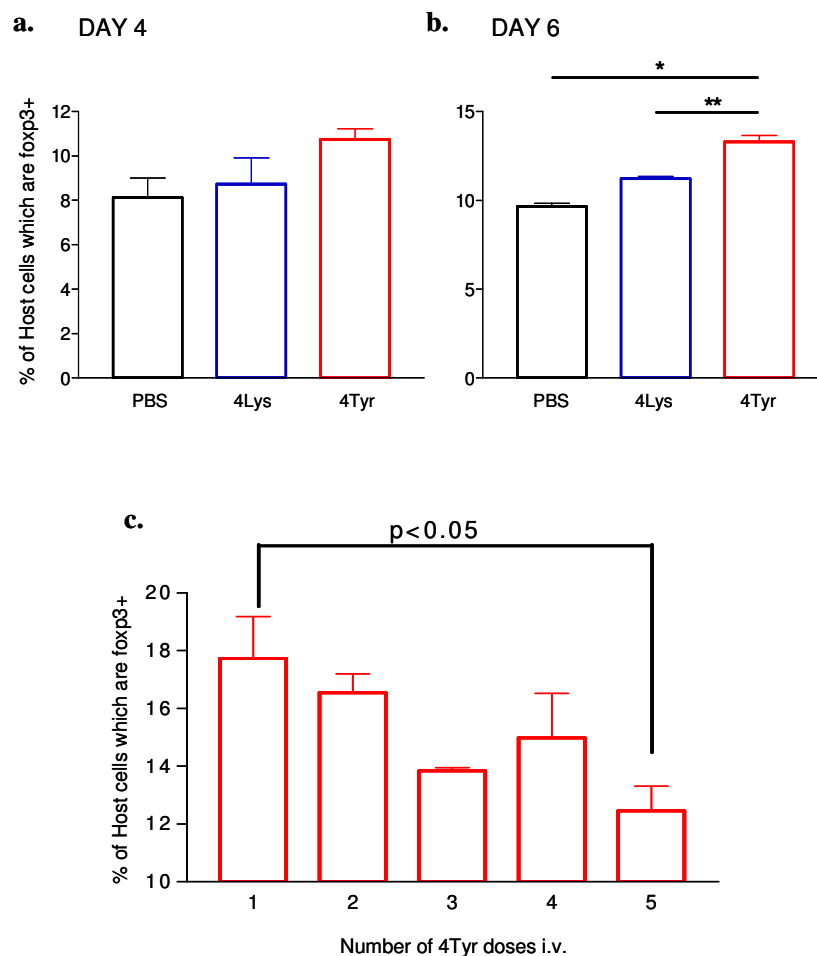 a. DAY 4
b. DAY 6
% of Host cells which are foxp3+
12
10
8
6
4
2
0
PBS 4Lys 4Tyr
*
**
15
10
5
0
PBS 4Lys 4Tyr
c.
p<0.05
% of Host cells which are foxp3+
20
18
16
14
12
10
1 2 3 4 5
Number of 4Tyr doses i.v.